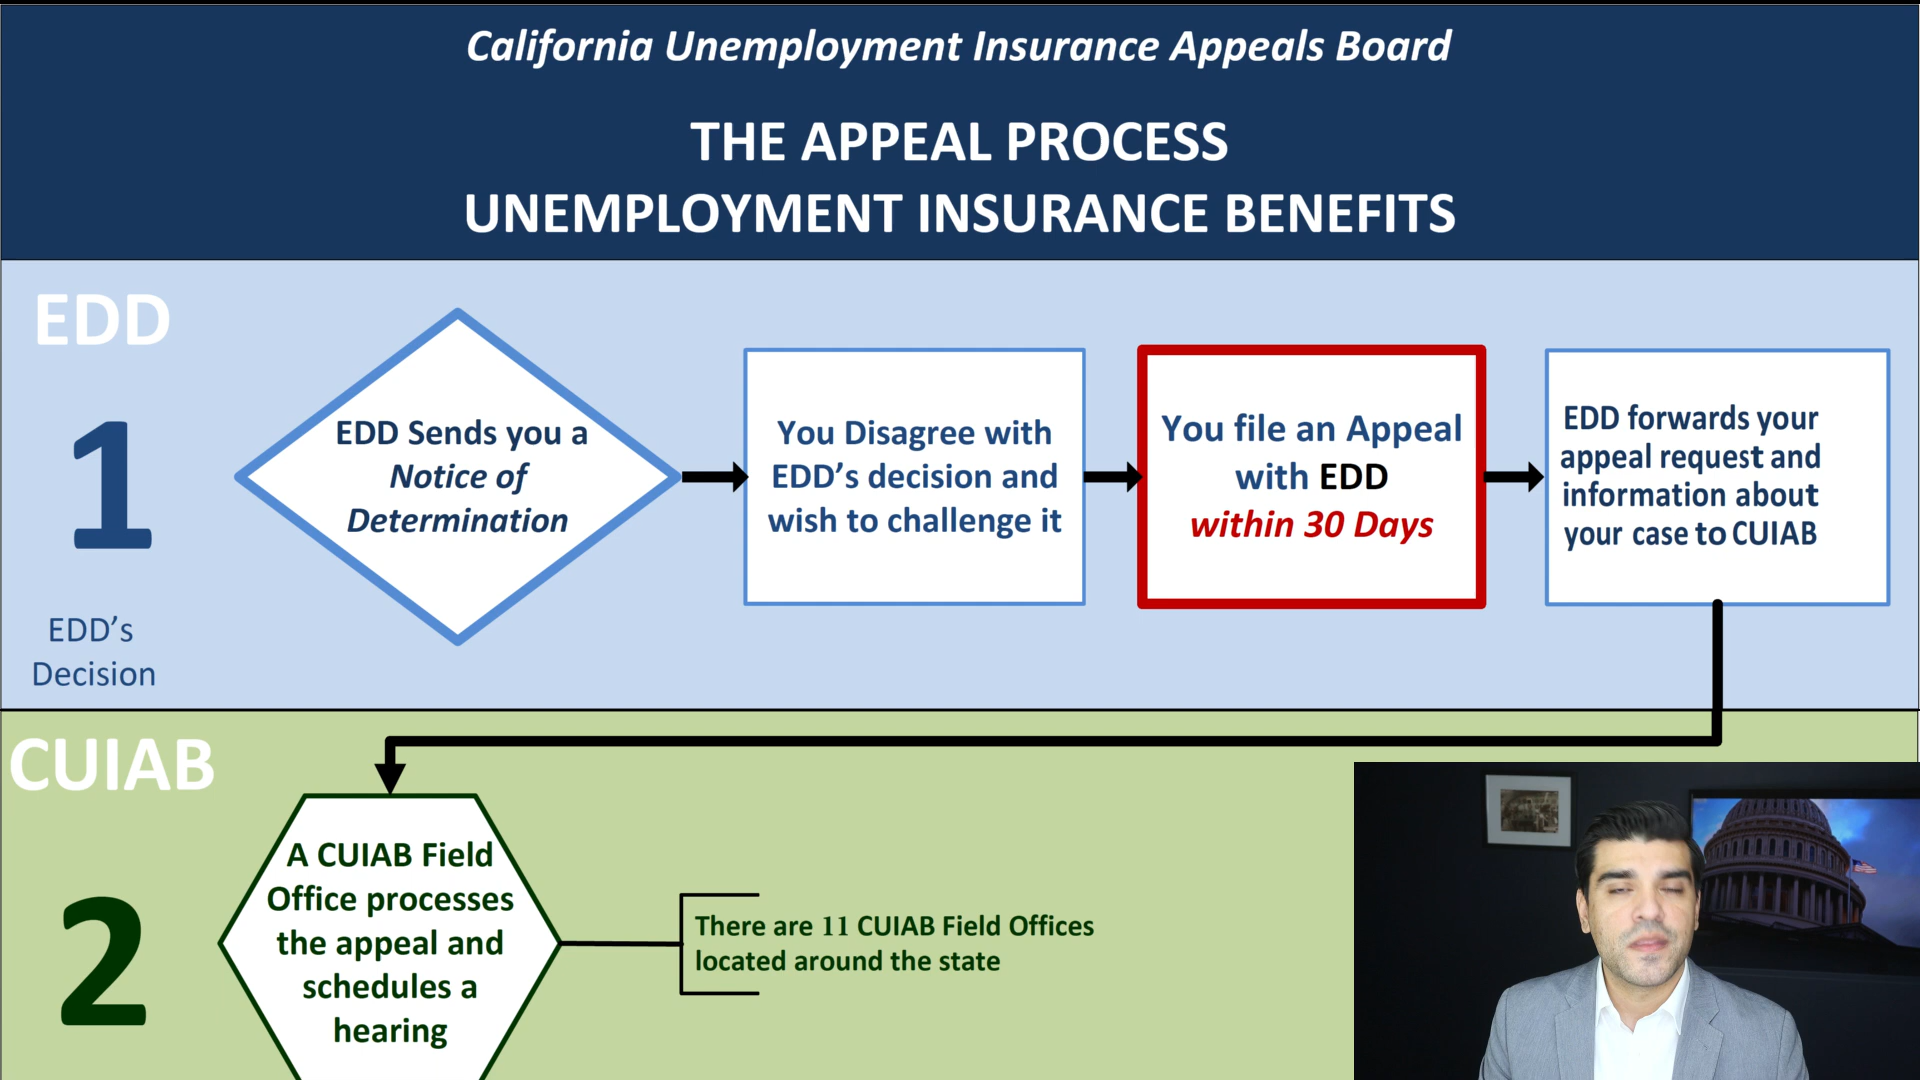 California Unemployment Insurance Appeals Board
THE APPEAL PROCESS
UNEMPLOYMENT INSURANCE BENEFITS
EDD
1
EDD’s
Decision
EDD Sends you a
Notice of
Determination
You Disagree with
EDD’s decision and
wish to challenge it
You file an Appeal
with EDD
within 30 Days
EDD forwards your
appeal request and
information about
your case to CUIAB
CUIAB
2
A CUIAB Field
Office processes
the appeal and
schedules a
hearing
There are 11 CUIAB Field Offices
located around the state